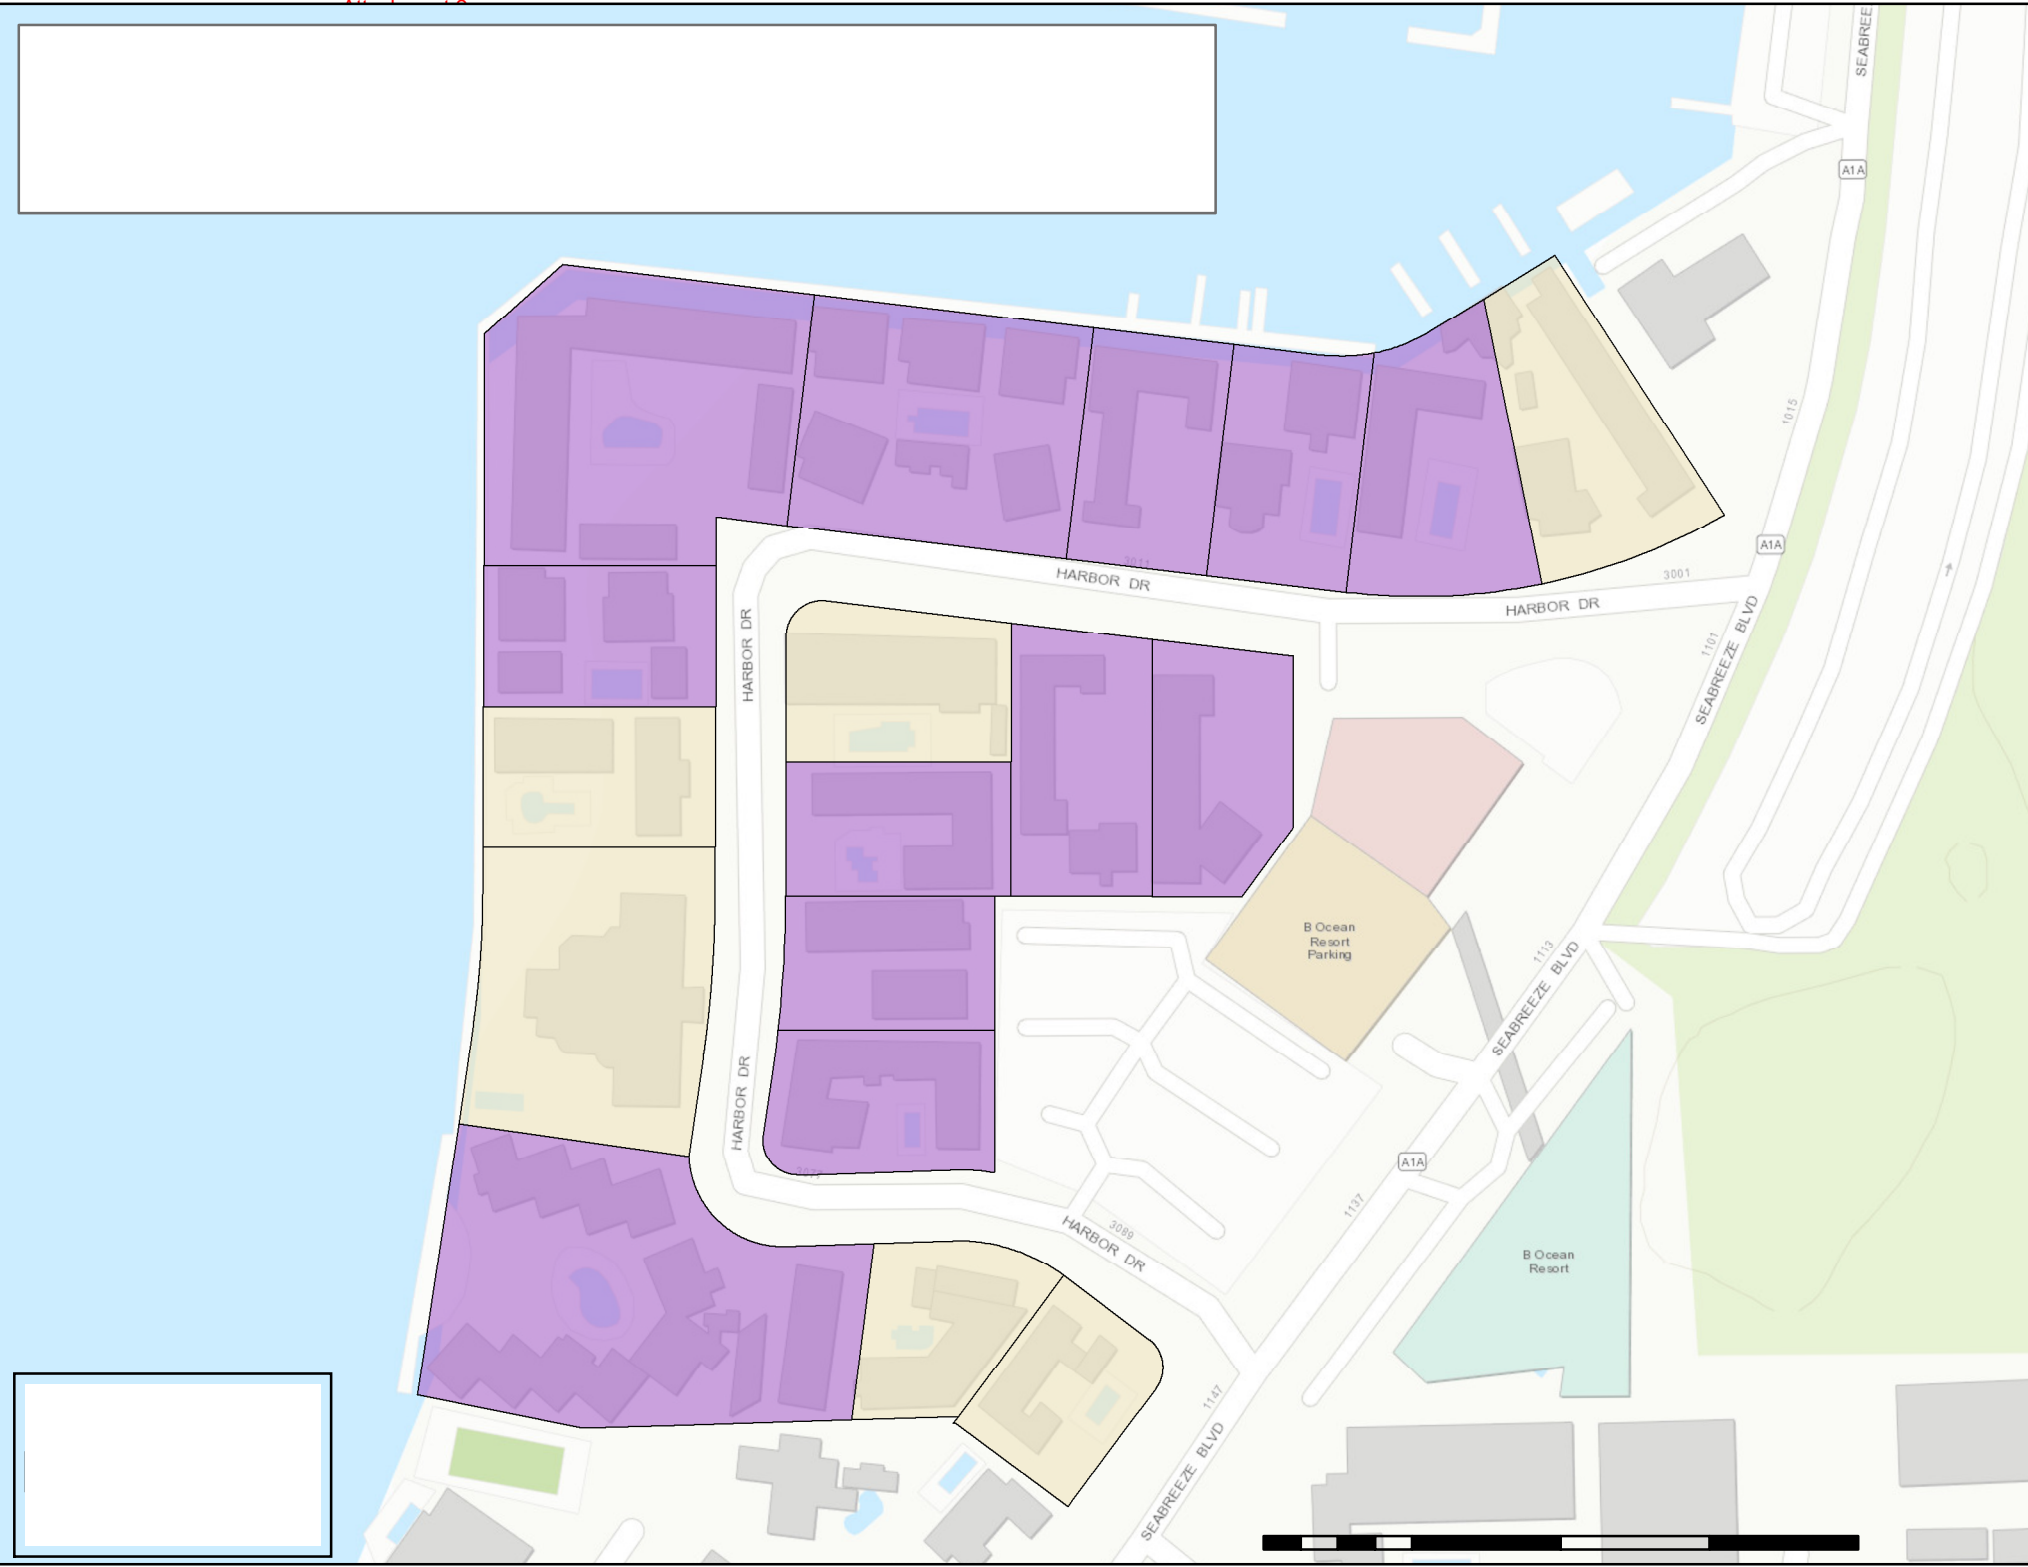 SEABREE
A1A
1015
A1A
3011
HARBOR DR
3001
HARBOR DR
HARBOR DR
1101
SEABREEZE BLVD
B Ocean
Resort
Parking
1113
SEABREEZE BLVD
HARBOR DR
3089
HARBOR DR
A1A
1137
B Ocean
Resort
1147
SEABREEZE BLVD